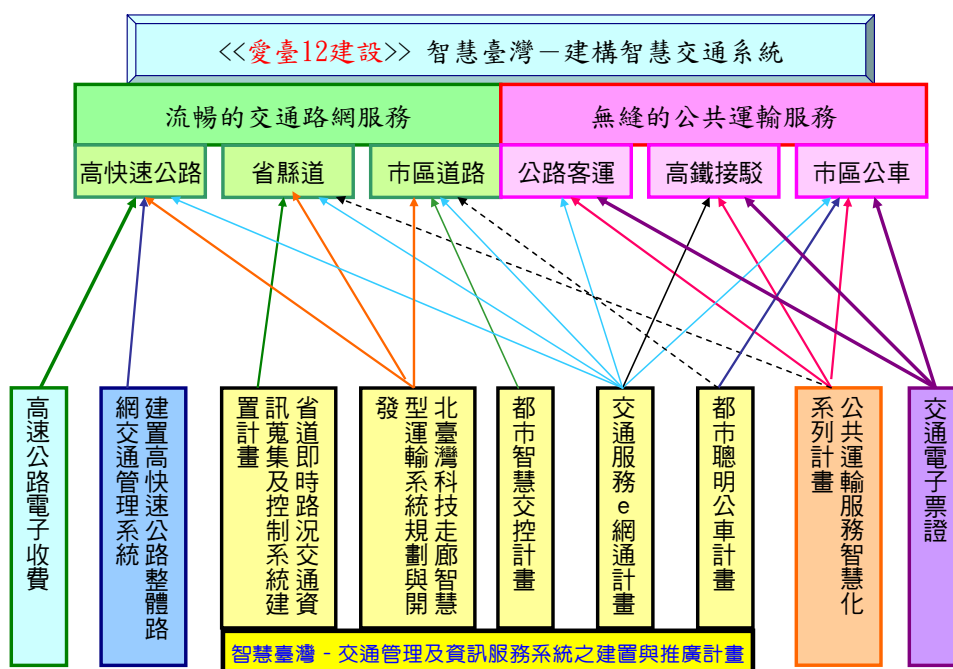 <<愛臺12建設>> 智慧臺灣－建構智慧交通系統
流暢的交通路網服務
無縫的公共運輸服務
高快速公路
省縣道
市區道路
公路客運
高鐵接駁
市區公車
高速公路電子收費
建置高快速公路整體路
網交通管理系統
省道即時路況交通資
訊蒐集及控制系統建
置計畫
北臺灣科技走廊智慧
型運輸系統規劃與開
發
都市智慧交控計畫
交通服務e網通計畫
都市聰明公車計畫
公共運輸服務智慧化
系列計畫
交通電子票證
智慧臺灣 - 交通管理及資訊服務系統之建置與推廣計畫